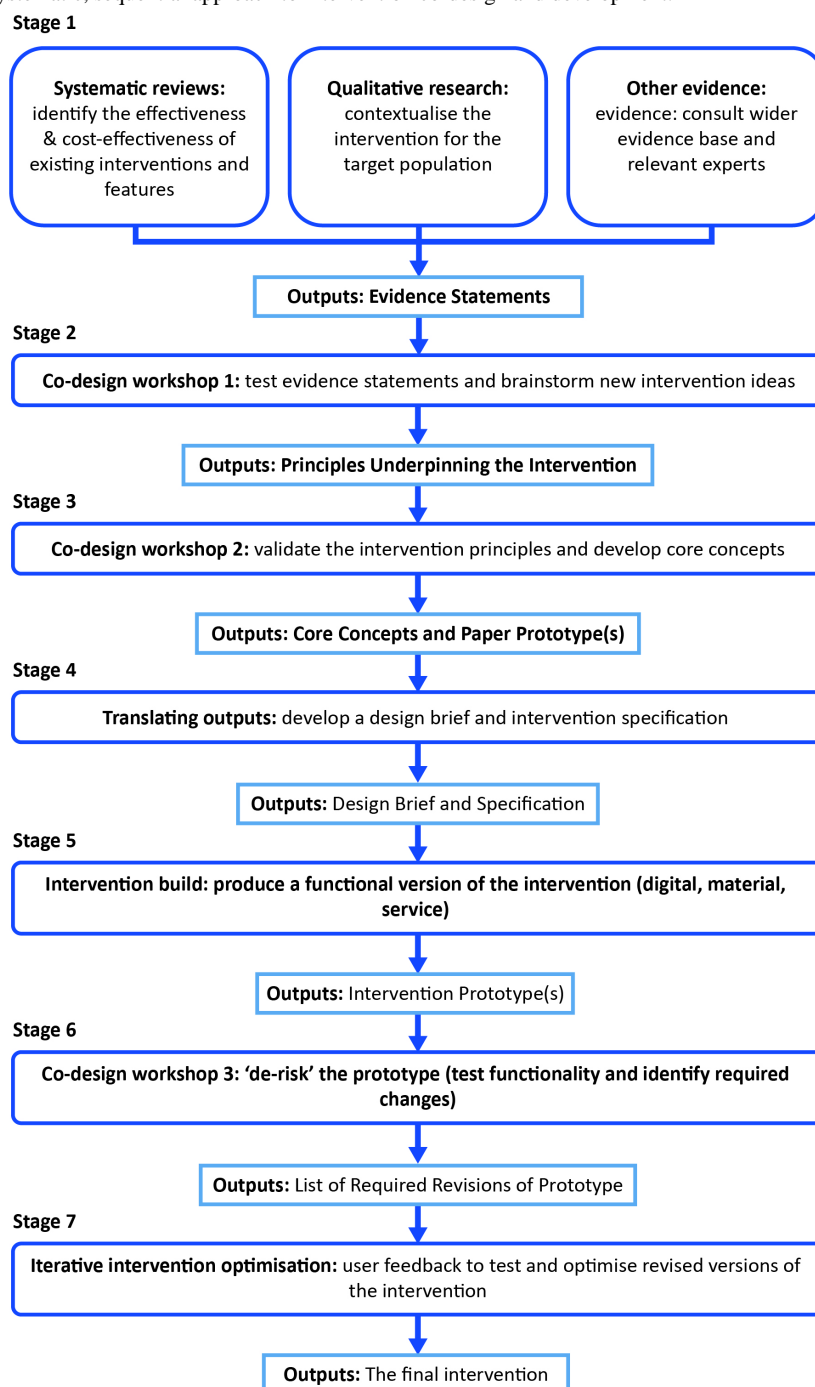 Stage 1
Systematic reviews:
identify the effectiveness
& cost-effectiveness of
existing interventions and
features
Qualitative research:
contextualise the
intervention for the
target population
Other evidence:
evidence: consult wider
evidence base and
relevant experts
Outputs: Evidence Statements
Stage 2
Co-design workshop 1: test evidence statements and brainstorm new intervention ideas
Outputs: Principles Underpinning the Intervention
Stage 3
Co-design workshop 2: validate the intervention principles and develop core concepts
Outputs: Core Concepts and Paper Prototype(s)
Stage 4
Translating outputs: develop a design brief and intervention specification
Outputs: Design Brief and Specification
Stage 5
Intervention build: produce a functional version of the intervention (digital, material,
service)
Outputs: Intervention Prototype(s)
Stage 6
Co-design workshop 3: ‘de-risk’ the prototype (test functionality and identify required
changes)
Outputs: List of Required Revisions of Prototype
Stage 7
Iterative intervention optimisation: user feedback to test and optimise revised versions of
the intervention
Outputs: The final intervention